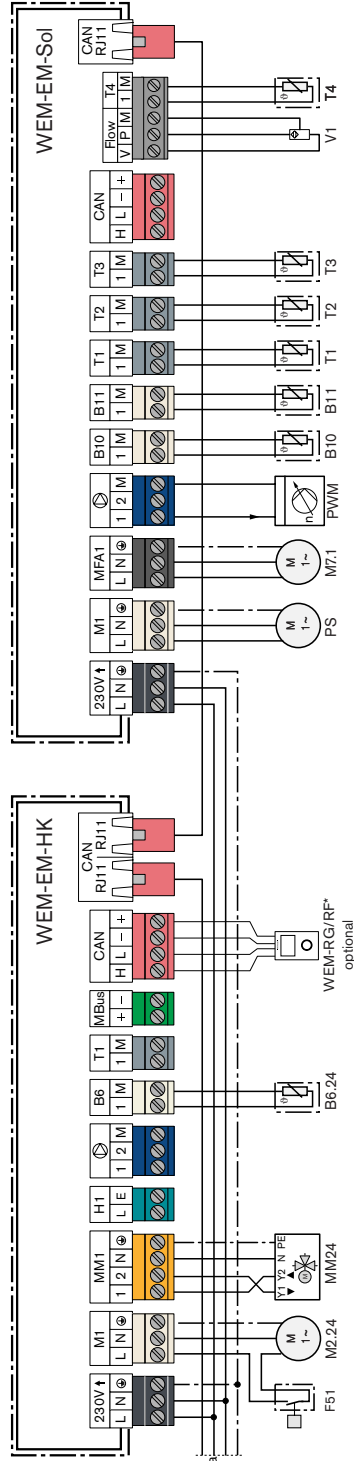 WEM-EM-HK
WEM-EM-Sol
230V
L N
M1
L N
MM1
1 2 N
H1
L E
1 2 M
B6
1 M
T1
1 M
MBus
+ -
CAN
H L - +
CAN
RJ11 RJ11
230V
L N
M1
L N
MFA1
L N
1 2 M
B10
1 M
B11
1 M
T1
1 M
T2
1 M
T3
1 M
CAN
H L - +
Flow T4
V P M 1 M
CAN
RJ11
F51
M
1~
M2.24
Y1 Y2 N PE
M
MM24
ϑ
B6.24
WEM-RG/RF*
optional
M
1~
PS
M
1~
M7.1
n
PWM
ϑ
B10
ϑ
B11
ϑ
T1
ϑ
T2
ϑ
T3
V1
ϑ
T4